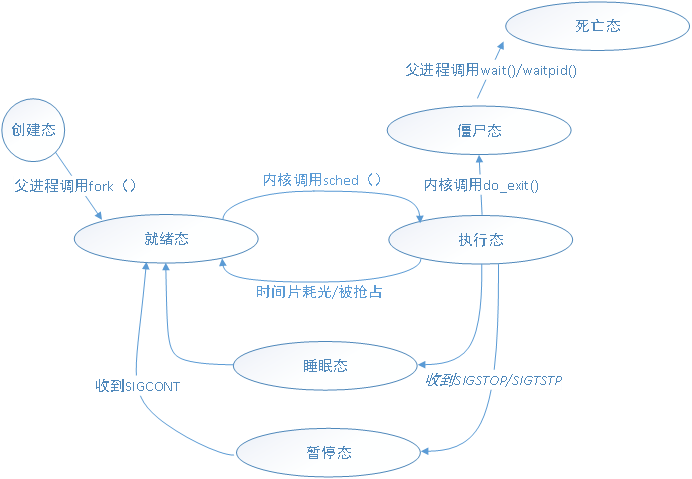 死亡态
父进程调用wait()/waitpid()
创建态
僵尸态
父进程调用fork（）
内核调用sched（）
内核调用do_exit()
就绪态
执行态
时间片耗光/被抢占
睡眠态
收到SIGCONT
收到SIGSTOP/SIGTSTP
暂停态